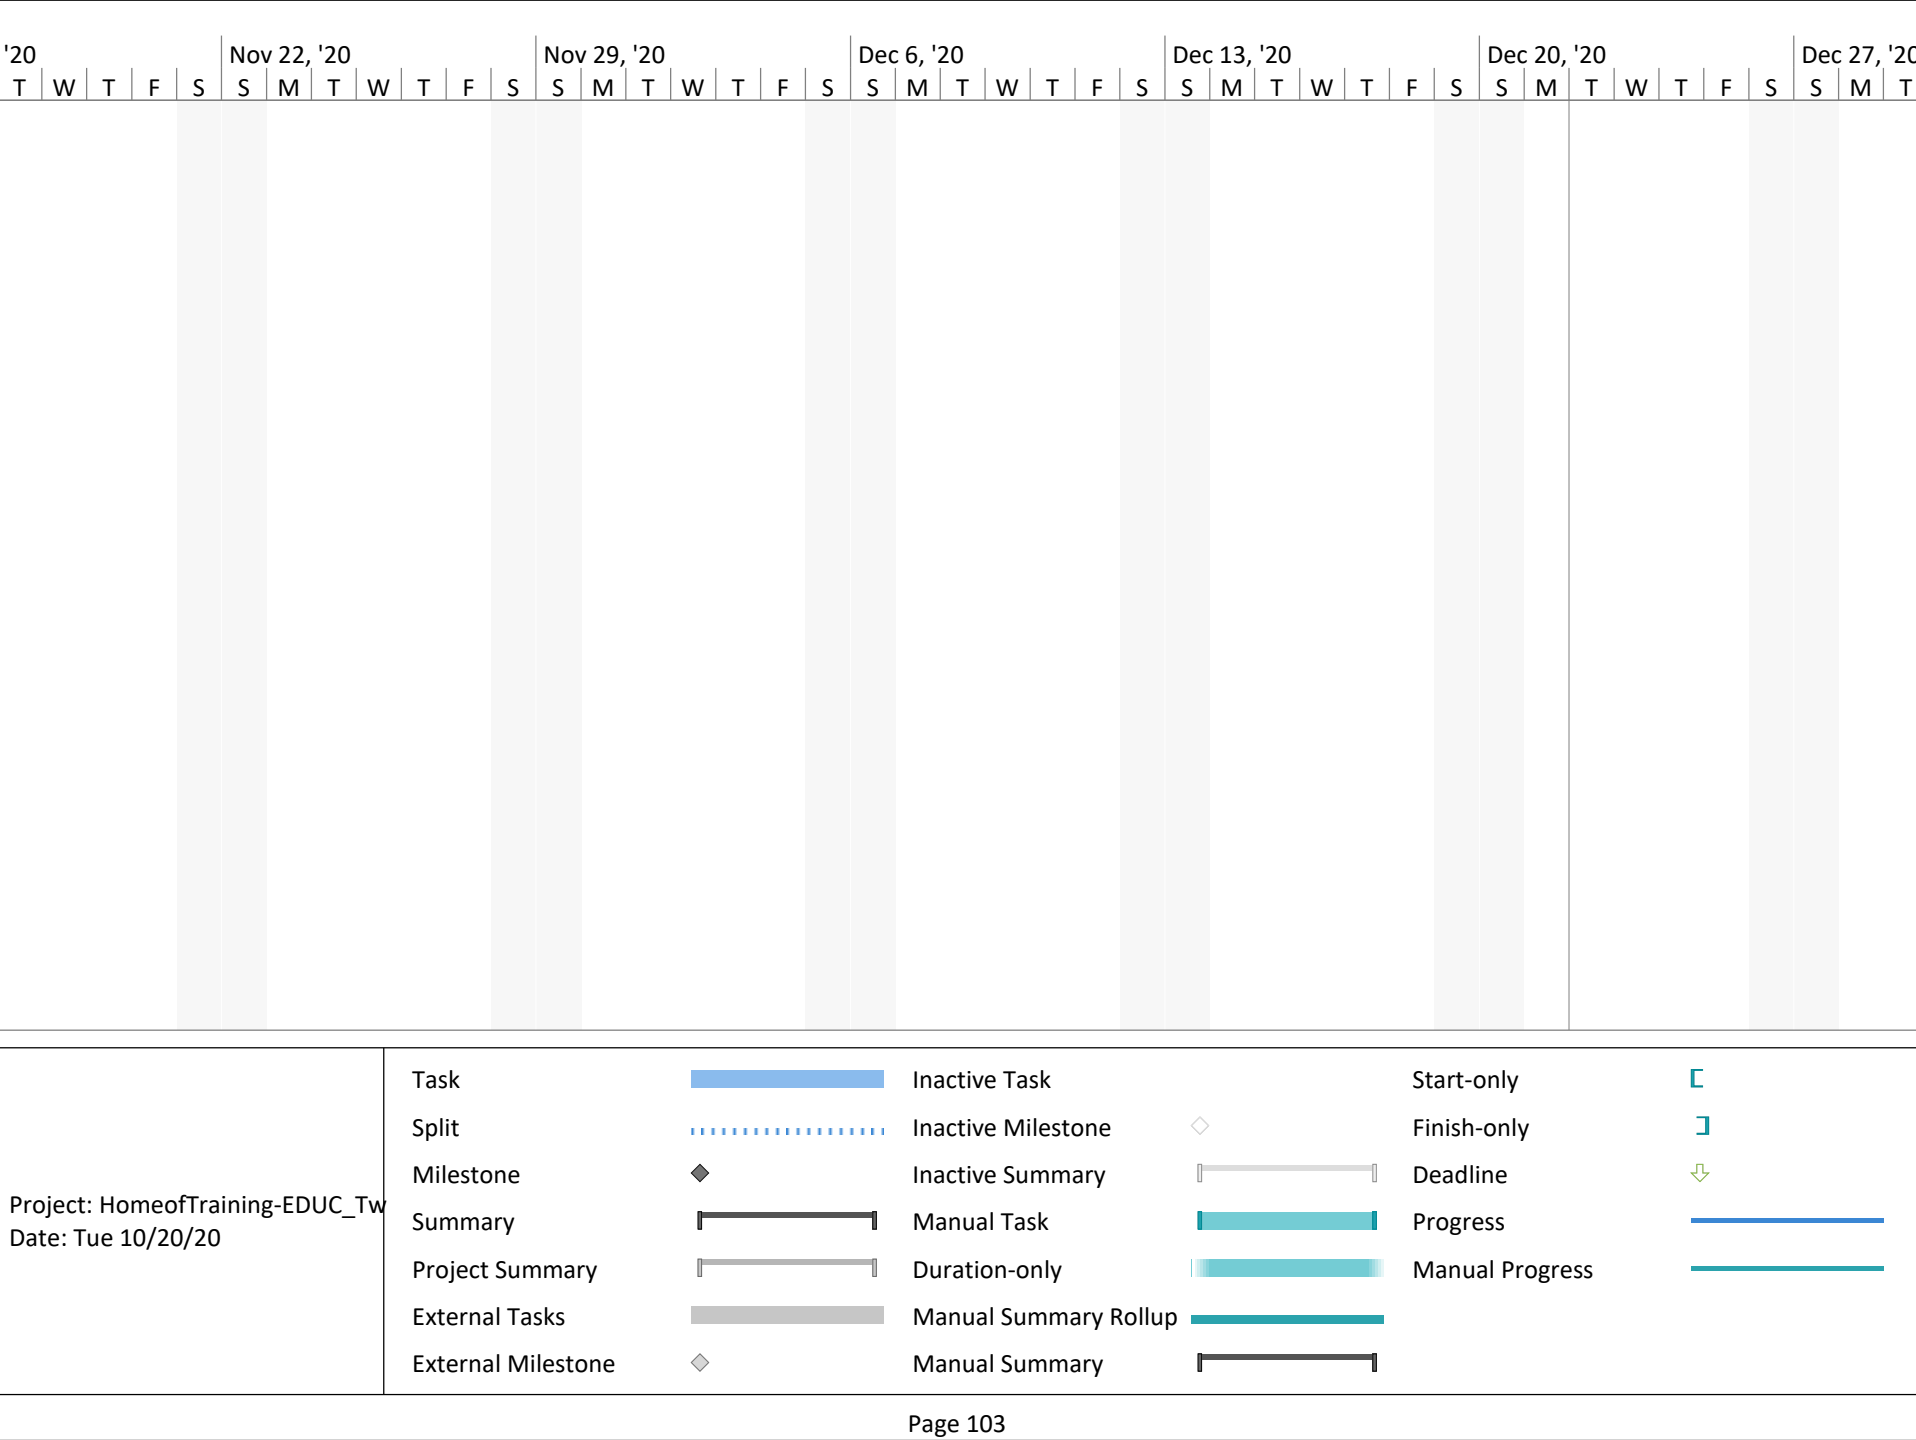 '20 Nov 22, '20 Nov 29, '20 Dec 6, '20 Dec 13, '20 Dec 20, '20 Dec 27, '20
T W T F S S M T W T F S S M T W T F S S M T W T F S S M T W T F S S M T W T F S S M T
Task Inactive Task Start-only
Split Inactive Milestone Finish-only
Milestone Inactive Summary Deadline
Project: HomeofTraining-EDUC_Tw
Date: Tue 10/20/20
Summary Manual Task Progress
Project Summary Duration-only Manual Progress
External Tasks Manual Summary Rollup
External Milestone Manual Summary
Page 103